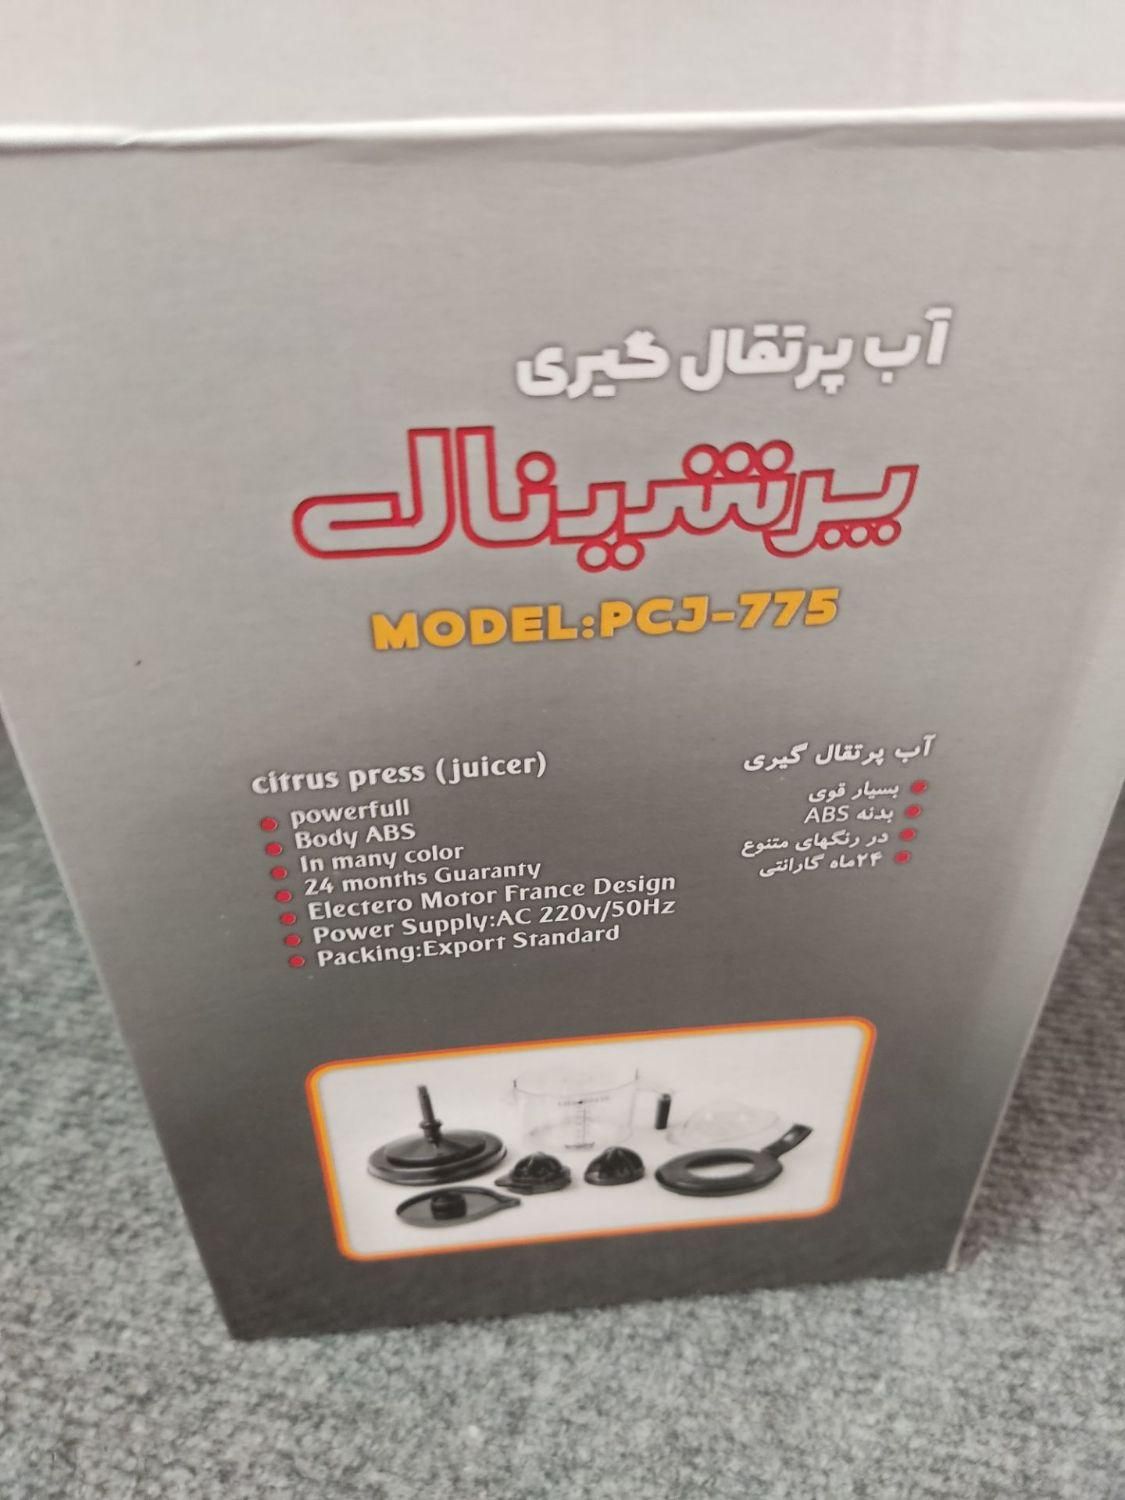 آب پرتقال گیری
پرشینال
MODEL:PCJ-775
citrus press (juicer)
powerfull
Body ABS
In many color
24 months Guaranty
Electero Motor France Design
Power Supply:AC 220v/50Hz
Packing:Export Standard
آب پرتقال گیری
بسیار قوی
بدنه ABS
در رنگهای متنوع
۲۴ماه گارانتی